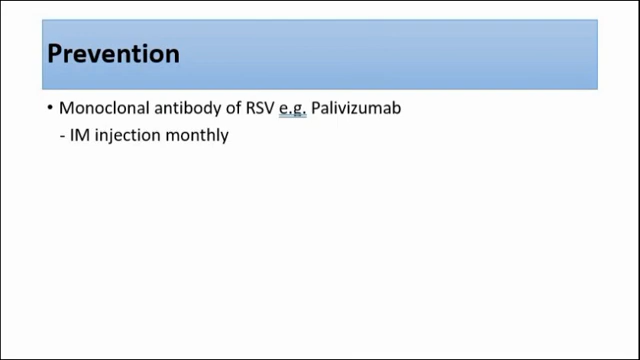 Prevention
• Monoclonal antibody of RSV e.g. Palivizumab
- IM injection monthly